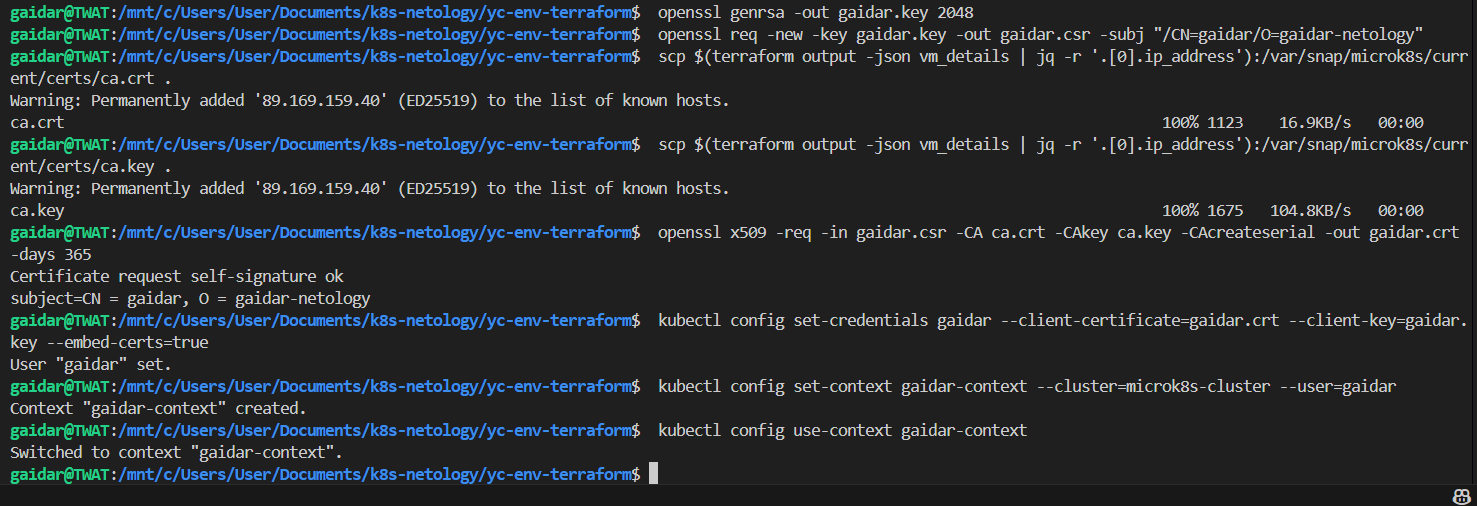 gaidar@TWAT:/mnt/c/Users/User/Documents/k8s-netology/yc-env-terraform$  openssl genrsa -out gaidar.key 2048
gaidar@TWAT:/mnt/c/Users/User/Documents/k8s-netology/yc-env-terraform$  openssl req -new -key gaidar.key -out gaidar.csr -subj "/CN=gaidar/O=gaidar-netology"
gaidar@TWAT:/mnt/c/Users/User/Documents/k8s-netology/yc-env-terraform$  scp $(terraform output -json vm_details | jq -r '.[0].ip_address'):/var/snap/microk8s/curr
ent/certs/ca.crt .
Warning: Permanently added '89.169.159.40' (ED25519) to the list of known hosts.
ca.crt                                                                                                 100% 1123    16.9KB/s   00:00
gaidar@TWAT:/mnt/c/Users/User/Documents/k8s-netology/yc-env-terraform$  scp $(terraform output -json vm_details | jq -r '.[0].ip_address'):/var/snap/microk8s/curr
ent/certs/ca.key .
Warning: Permanently added '89.169.159.40' (ED25519) to the list of known hosts.
ca.key                                                                                                 100% 1675   104.8KB/s   00:00
gaidar@TWAT:/mnt/c/Users/User/Documents/k8s-netology/yc-env-terraform$  openssl x509 -req -in gaidar.csr -CA ca.crt -CAkey ca.key -CAcreateserial -out gaidar.crt
-days 365
Certificate request self-signature ok
subject=CN = gaidar, O = gaidar-netology
gaidar@TWAT:/mnt/c/Users/User/Documents/k8s-netology/yc-env-terraform$  kubectl config set-credentials gaidar --client-certificate=gaidar.crt --client-key=gaidar.
key --embed-certs=true
User "gaidar" set.
gaidar@TWAT:/mnt/c/Users/User/Documents/k8s-netology/yc-env-terraform$  kubectl config set-context gaidar-context --cluster=microk8s-cluster --user=gaidar
Context "gaidar-context" created.
gaidar@TWAT:/mnt/c/Users/User/Documents/k8s-netology/yc-env-terraform$  kubectl config use-context gaidar-context
Switched to context "gaidar-context".
gaidar@TWAT:/mnt/c/Users/User/Documents/k8s-netology/yc-env-terraform$